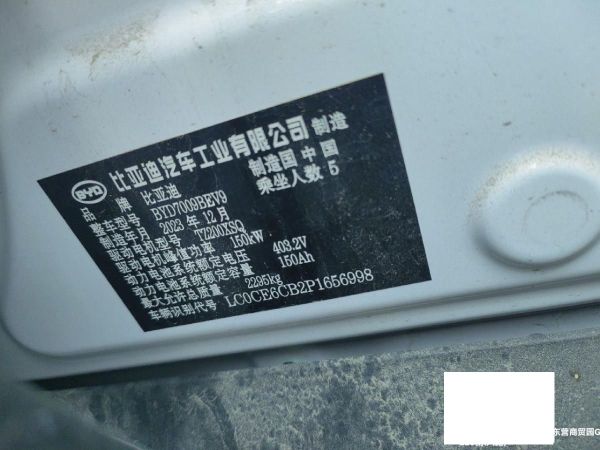 BYD 比亚迪汽车工业有限公司 制造
制造国 中国
品牌 比亚迪 乘坐人数 5
整车型号 BYD7009BEV9
制造年月 2023 年 12 月
驱动电机型号 TZ200XSQ
驱动电机峰值功率 150kW
动力电池系统额定电压 403.2V
动力电池系统额定容量 150Ah
最大允许总质量 2295kg
车辆识别代号 LC0CE6CB2P1656998
东营商贸园G